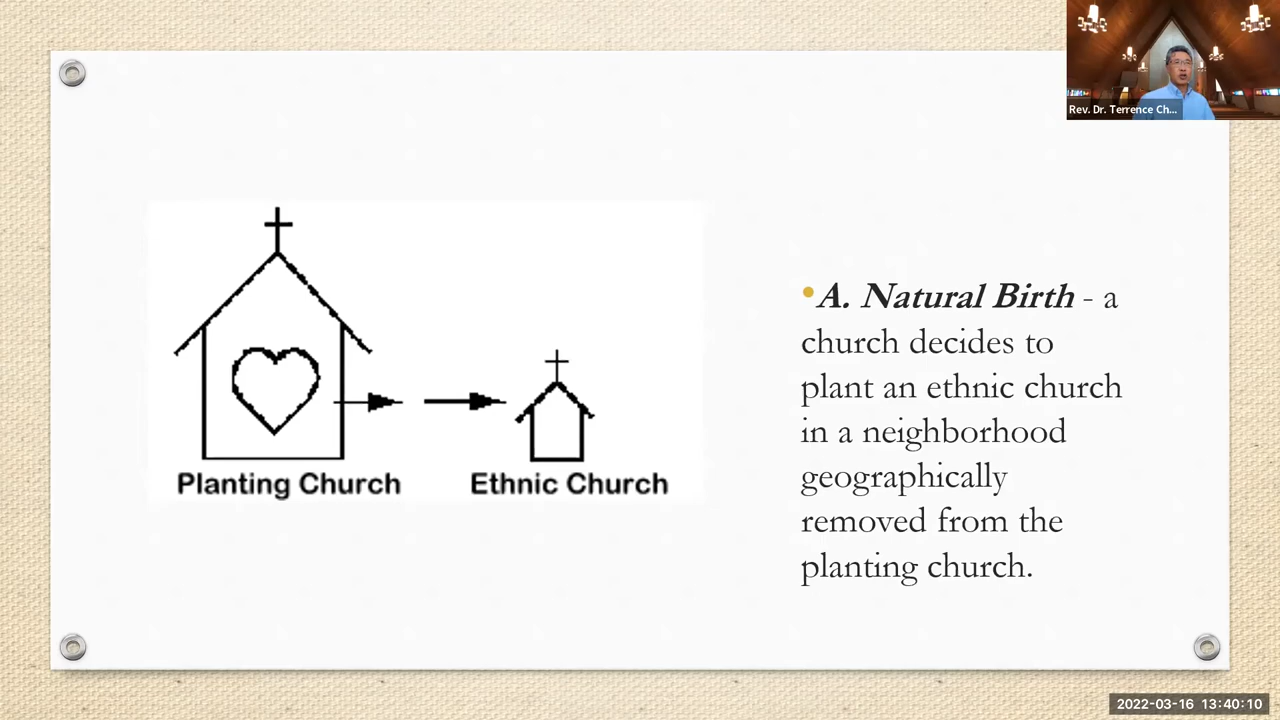 Rev. Dr. Terrence Ch...
Planting Church
Ethnic Church
•A. Natural Birth - a
church decides to
plant an ethnic church
in a neighborhood
geographically
removed from the
planting church.
2022-03-16 13:40:10